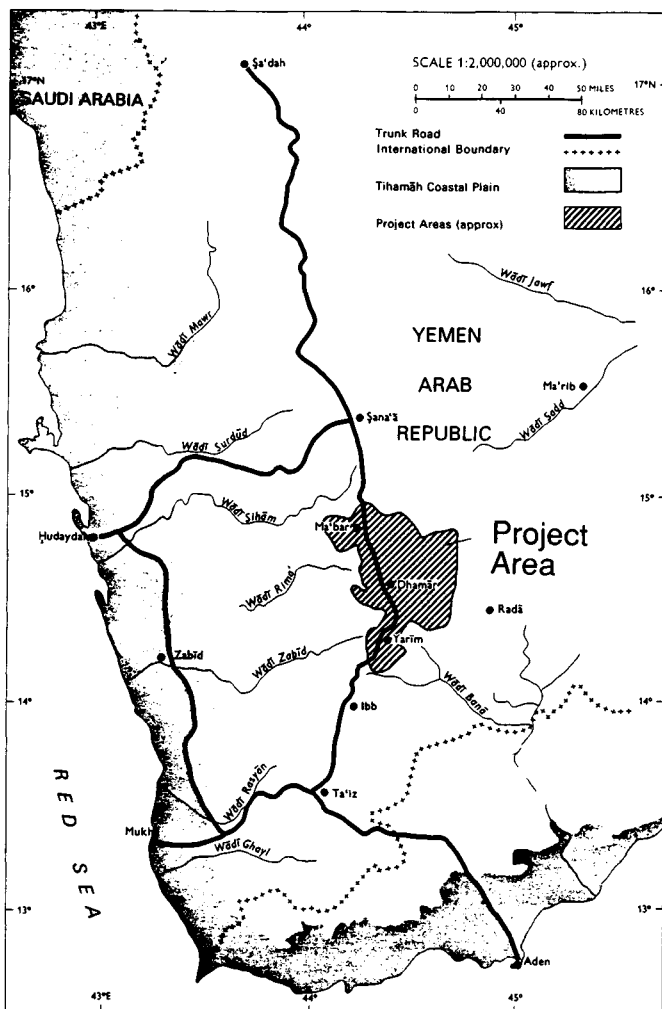 43°E
44°
45°
Ṣa'dah
SCALE 1:2,000,000 (approx.)
17°N
17°N
SAUDI ARABIA
0 10 20 30 40 50 MILES
0 40 80 KILOMETRES
Trunk Road
International Boundary
Tihamāh Coastal Plain
Project Areas (approx)
Wādī Jawf
16°
16°
Wādī Mawr
YEMEN
ARAB
REPUBLIC
Ma'rib
Wādī Sadd
Ṣana'ā
Wādī Surdūd
15°
15°
Wādī Sihām
Ma'bar
Project
Area
Ḥudaydah
Wādī Rima'
Dhamār
Radā
Yarīm
Zabīd
Wādī Zabīd
14°
14°
Wādī Banā
Ibb
RED SEA
Wādī Rasyān
Ta'iz
Mukh
Wādī Ghayl
13°
13°
Aden
43°E
44°
45°